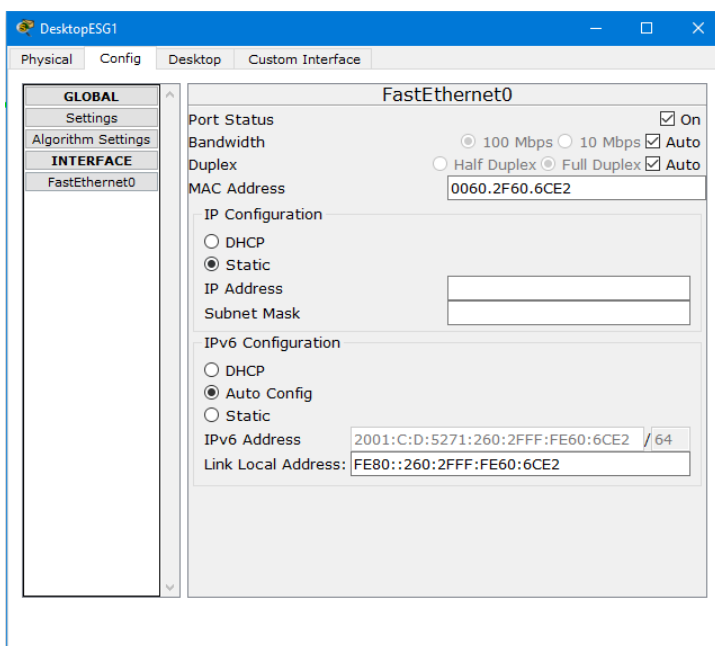 DesktopESG1
Physical Config Desktop Custom Interface
GLOBAL
Settings
Algorithm Settings
INTERFACE
FastEthernet0
FastEthernet0
Port Status On
Bandwidth 100 Mbps 10 Mbps Auto
Duplex Half Duplex Full Duplex Auto
MAC Address 0060.2F60.6CE2
IP Configuration
DHCP
Static
IP Address
Subnet Mask
IPv6 Configuration
DHCP
Auto Config
Static
IPv6 Address 2001:C:D:5271:260:2FFF:FE60:6CE2 / 64
Link Local Address: FE80::260:2FFF:FE60:6CE2